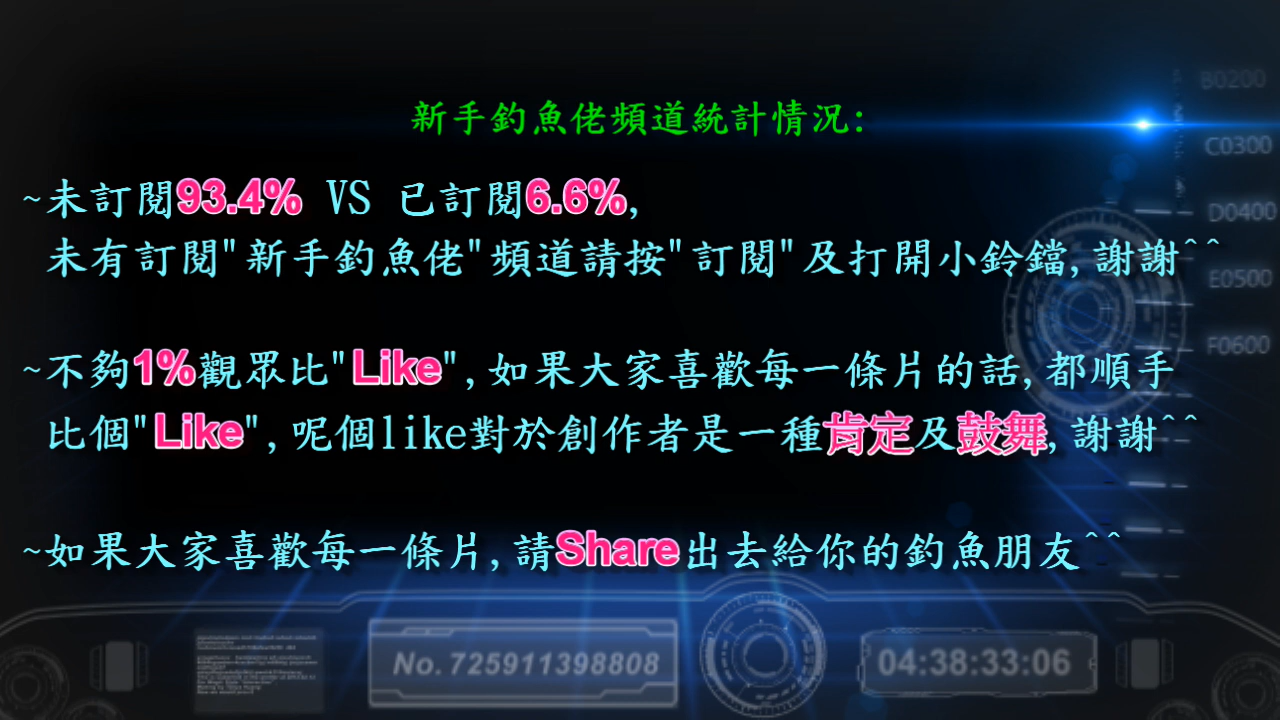 新手釣魚佬頻道統計情況:
~未訂閱93.4% VS 已訂閱6.6%,
未有訂閱"新手釣魚佬"頻道請按"訂閱"及打開小鈴鐺,謝謝^^
~不夠1%觀眾比"Like",如果大家喜歡每一條片的話,都順手
比個"Like",呢個like對於創作者是一種肯定及鼓舞,謝謝^^
~如果大家喜歡每一條片,請Share出去給你的釣魚朋友^^
B0200
C0300
D0400
E0500
F0600
No. 725911398808
04:38:33:06